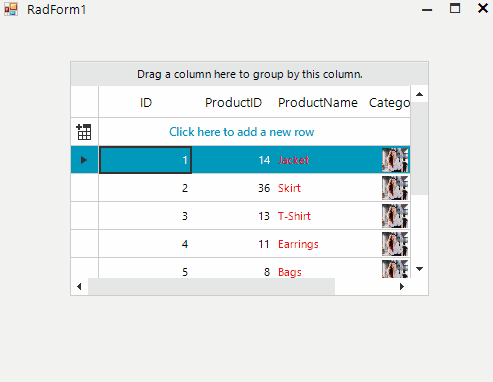 RadForm1
Drag a column here to group by this column.
ID ProductID ProductName Catego
Click here to add a new row
1 14 Jacket
2 36 Skirt
3 13 T-Shirt
4 11 Earrings
5 8 Bags